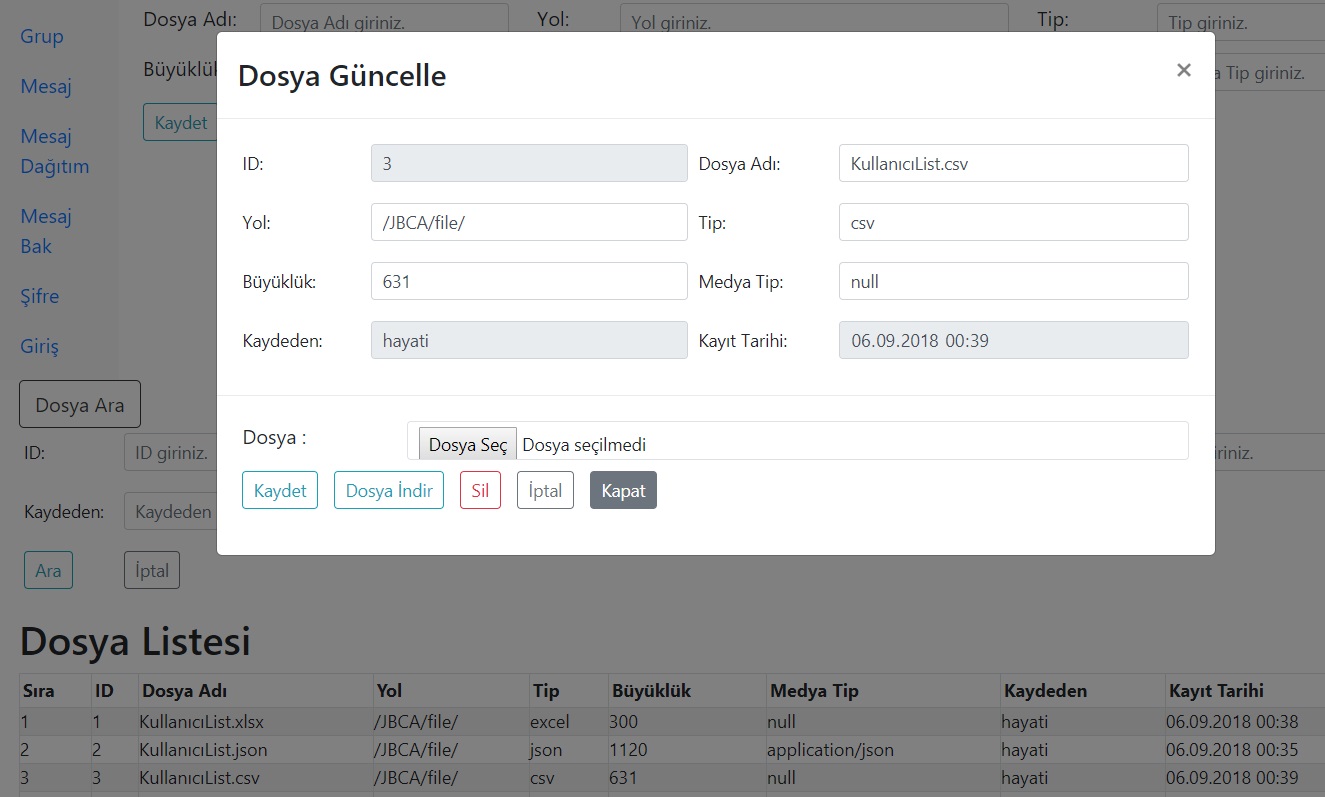 Grup
Mesaj
Mesaj
Dağıtım
Mesaj
Bak
Şifre
Giriş
Dosya Adı: Dosya Adı giriniz. Yol: Yol giriniz. Tip: Tip giriniz.
Tip giriniz.
Kaydet
Dosya Güncelle ×
ID: 3 Dosya Adı: KullanıcıList.csv
Yol: /JBCA/file/ Tip: csv
Büyüklük: 631 Medya Tip: null
Kaydeden: hayati Kayıt Tarihi: 06.09.2018 00:39
Dosya : Dosya Seç Dosya seçilmedi
Kaydet Dosya İndir Sil İptal Kapat
Dosya Ara
ID: ID giriniz.
Kaydeden: Kaydeden
Ara İptal
Dosya Listesi
Sıra ID Dosya Adı Yol Tip Büyüklük Medya Tip Kaydeden Kayıt Tarihi
1 1 KullanıcıList.xlsx /JBCA/file/ excel 300 null hayati 06.09.2018 00:38
2 2 KullanıcıList.json /JBCA/file/ json 1120 application/json hayati 06.09.2018 00:35
3 3 KullanıcıList.csv /JBCA/file/ csv 631 null hayati 06.09.2018 00:39